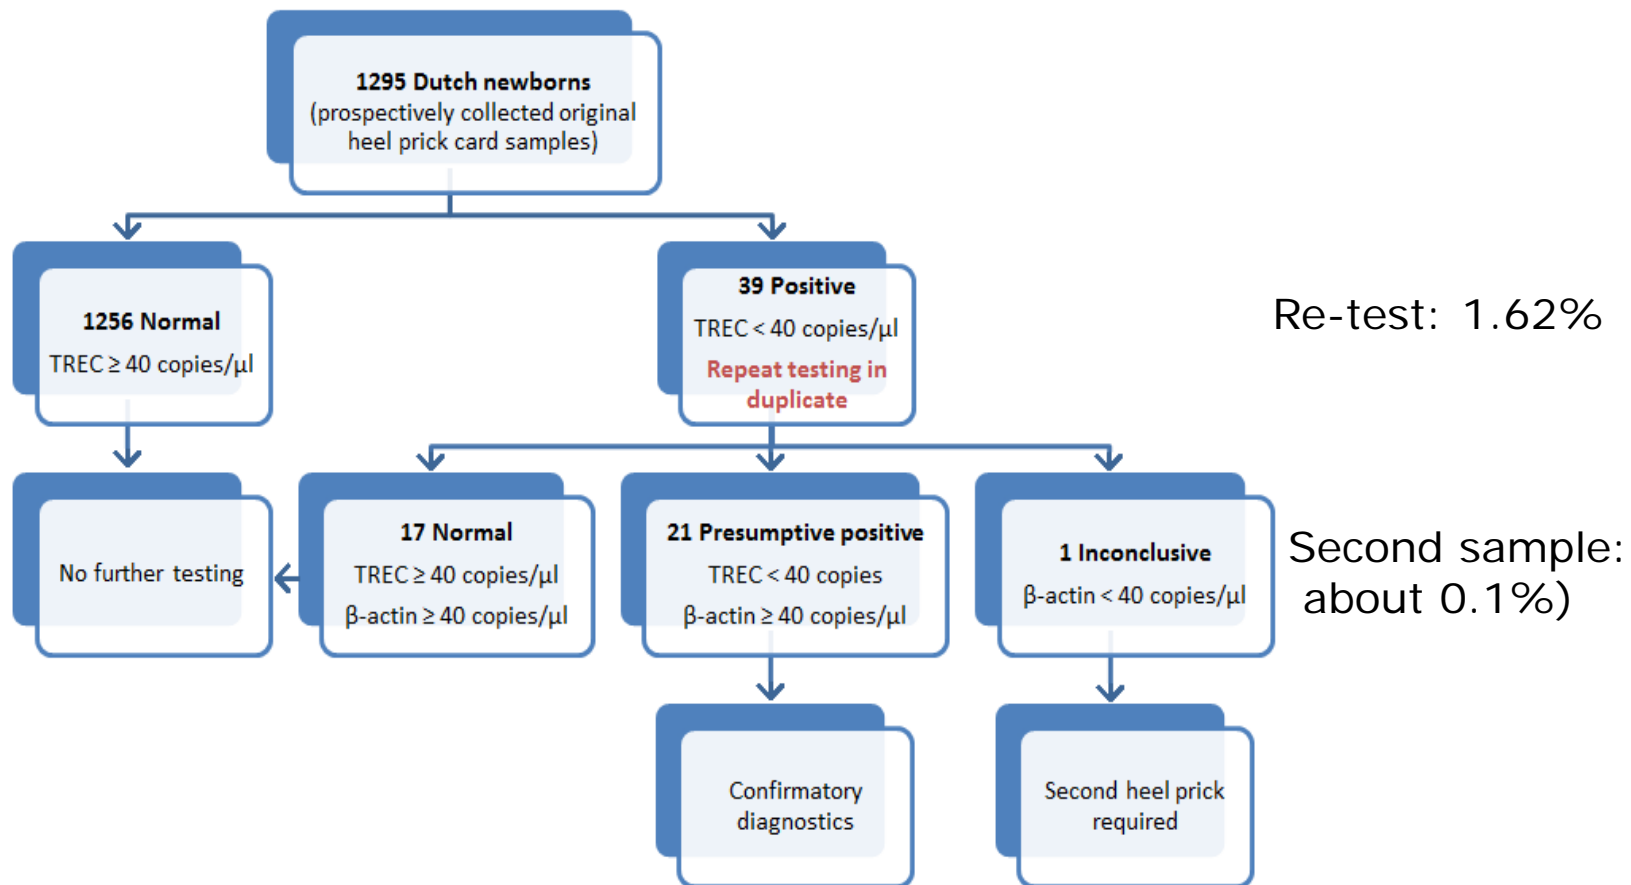 1295 Dutch newborns
(prospectively collected original
heel prick card samples)
1256 Normal
TREC ≥ 40 copies/µl
39 Positive
TREC < 40 copies/µl
Repeat testing in
duplicate
Re-test: 1.62%
No further testing
17 Normal
TREC ≥ 40 copies/µl
β-actin ≥ 40 copies/µl
21 Presumptive positive
TREC < 40 copies
β-actin ≥ 40 copies/µl
1 Inconclusive
β-actin < 40 copies/µl
Second sample:
about 0.1%)
Confirmatory
diagnostics
Second heel prick
required